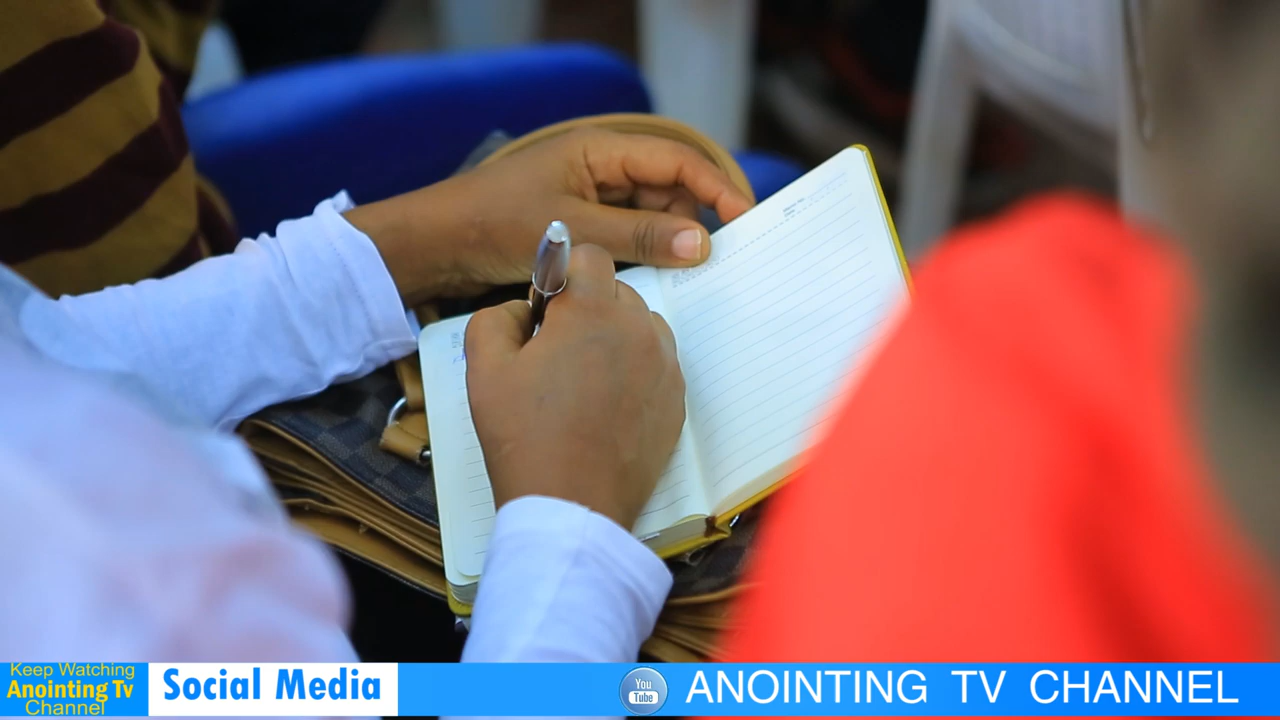 Keep Watching
Anointing Tv
Channel
Social Media
You
Tube
ANOINTING TV CHANNEL